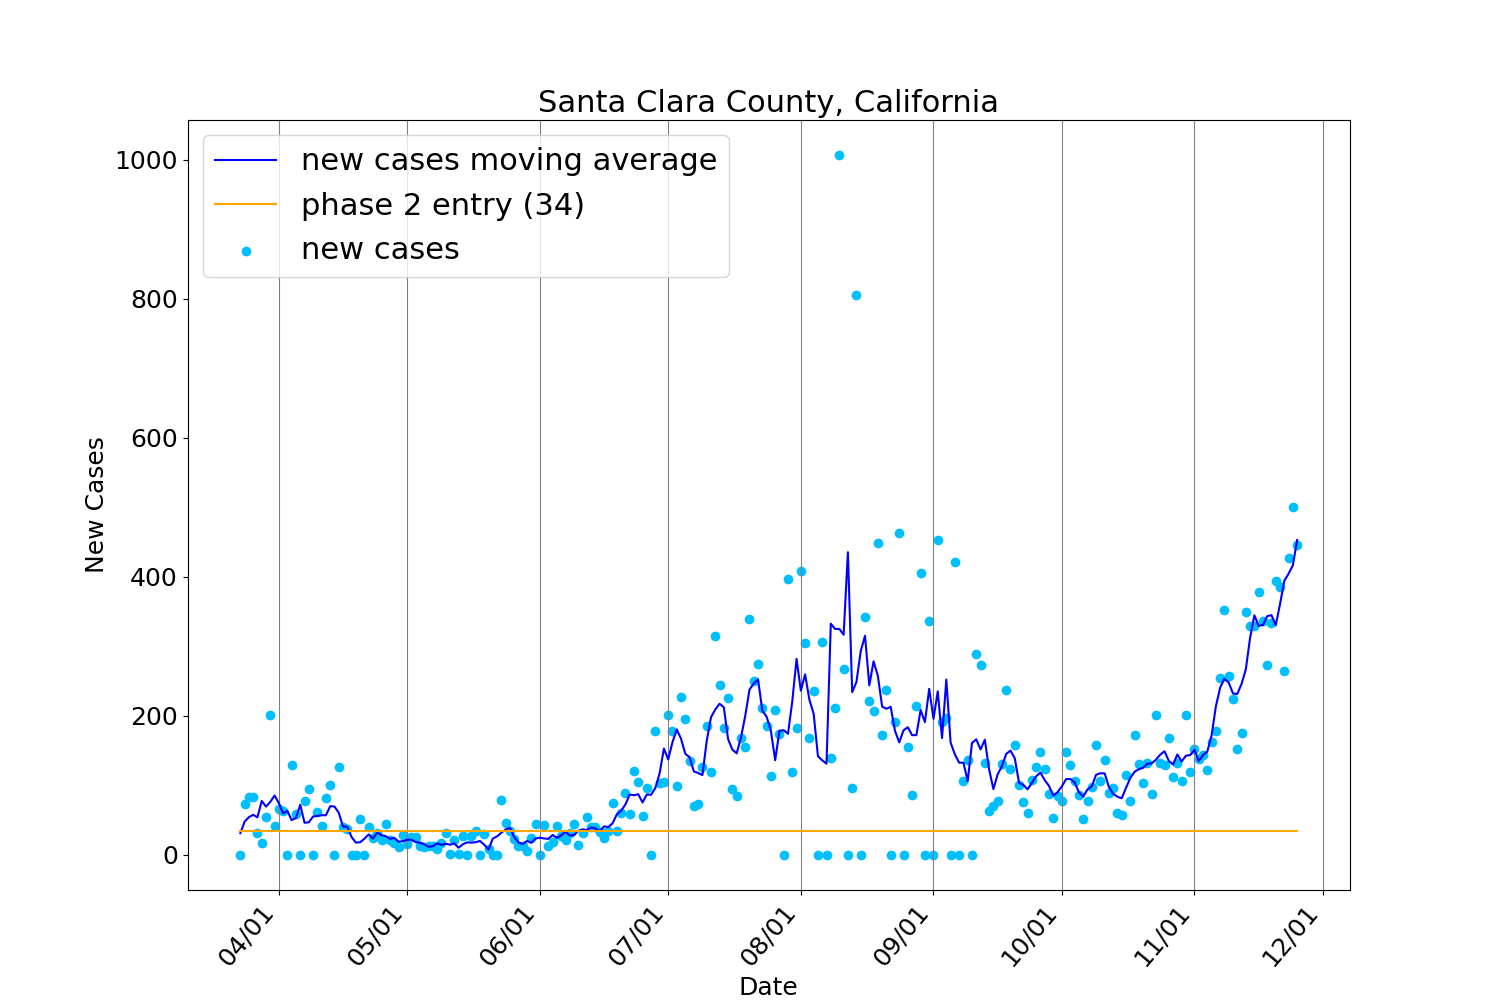 Santa Clara County, California
new cases moving average
phase 2 entry (34)
new cases
1000
800
600
400
200
0
New Cases
04/01
05/01
06/01
07/01
08/01
09/01
10/01
11/01
12/01
Date